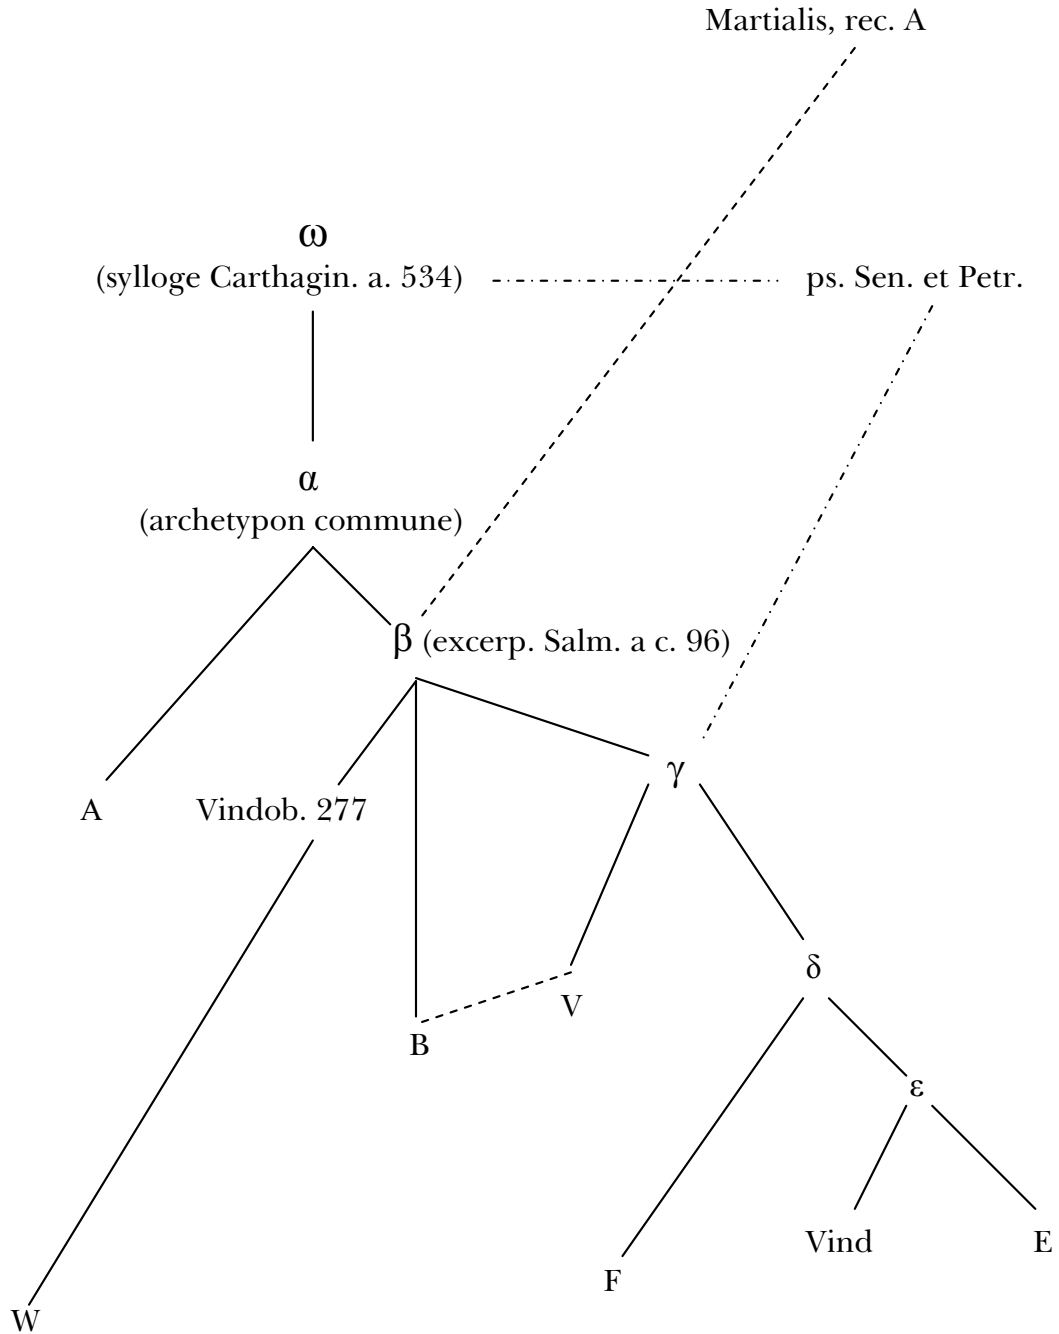 Martialis, rec. A
ω
(sylloge Carthagin. a. 534)
ps. Sen. et Petr.
α
(archetypon commune)
β (excerp. Salm. a c. 96)
γ
A
Vindob. 277
δ
V
B
ε
Vind
E
F
W